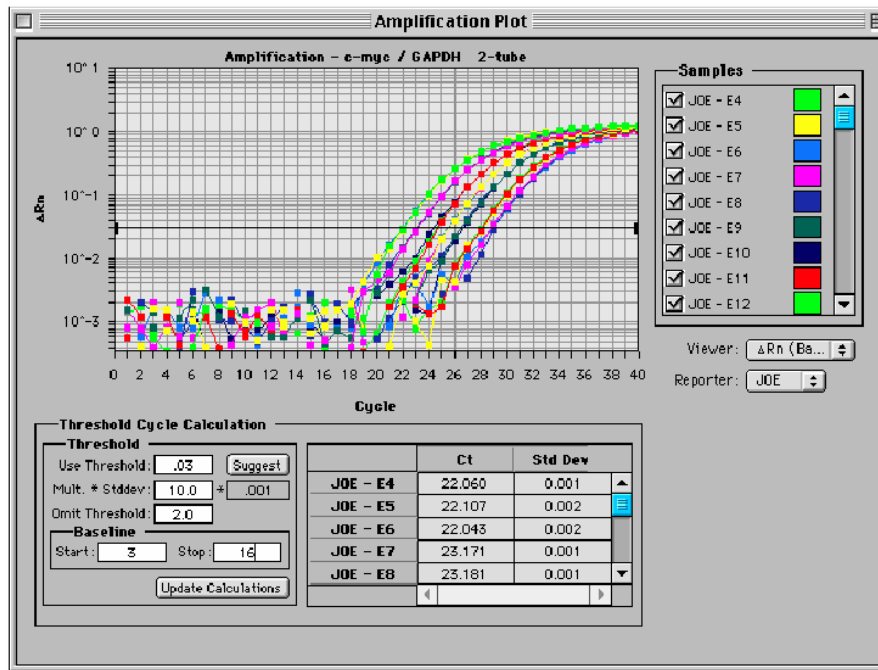 Amplification Plot
Amplification - c-myc / GAPDH 2-tube
10^ 1
10^ 0
10^-1
10^-2
10^-3
ΔRn
0 2 4 6 8 10 12 14 16 18 20 22 24 26 28 30 32 34 36 38 40
Cycle
Samples
JOE - E4
JOE - E5
JOE - E6
JOE - E7
JOE - E8
JOE - E9
JOE - E10
JOE - E11
JOE - E12
Viewer: ΔRn (Ba...
Reporter: JOE
Threshold Cycle Calculation
Threshold
Use Threshold: .03 Suggest
Mult. * Stddev: 10.0 * .001
Omit Threshold: 2.0
Baseline
Start: 3 Stop: 16
Update Calculations
Ct Std Dev
JOE - E4 22.060 0.001
JOE - E5 22.107 0.002
JOE - E6 22.043 0.002
JOE - E7 23.171 0.001
JOE - E8 23.181 0.001